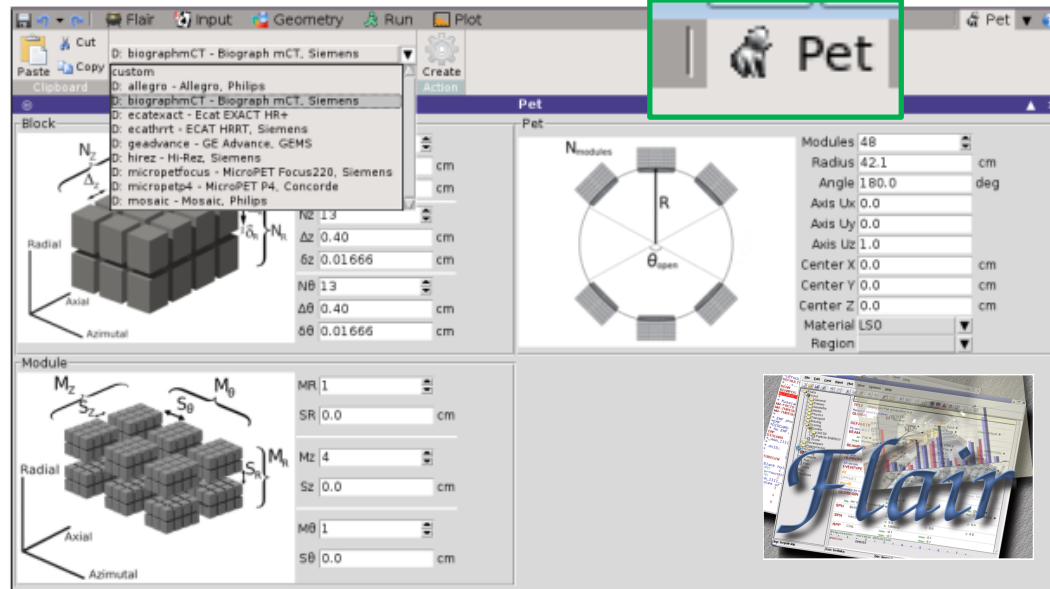 Flair Input Geometry Run Plot Pet
Pet
Cut
Paste Copy
Clipboard
D: biographmCT - Biograph mCT, Siemens
Create
Action
custom
D: allegro - Allegro, Philips
D: biographmCT - Biograph mCT, Siemens
D: ecatexact - Ecat EXACT HR+
D: ecathrrt - ECAT HRRT, Siemens
D: geadvance - GE Advance, GEMS
D: hirez - Hi-Rez, Siemens
D: micropetfocus - MicroPET Focus220, Siemens
D: micropetp4 - MicroPET P4, Concorde
D: mosaic - Mosaic, Philips
Pet
Block
NZ
ΔZ
δR NR
Radial
Axial
Azimutal
cm
cm
Nz 13
Δz 0.40 cm
δz 0.01666 cm
Nθ 13
Δθ 0.40 cm
δθ 0.01666 cm
Pet
Nmodules
R
θopen
Modules 48
Radius 42.1 cm
Angle 180.0 deg
Axis Ux 0.0
Axis Uy 0.0
Axis Uz 1.0
Center X 0.0 cm
Center Y 0.0 cm
Center Z 0.0 cm
Material LSO
Region
Module
MZ Mθ
SZ Sθ
SR MR
Radial
Axial
Azimutal
MR 1
SR 0.0 cm
Mz 4
Sz 0.0 cm
Mθ 1
Sθ 0.0 cm
Flair